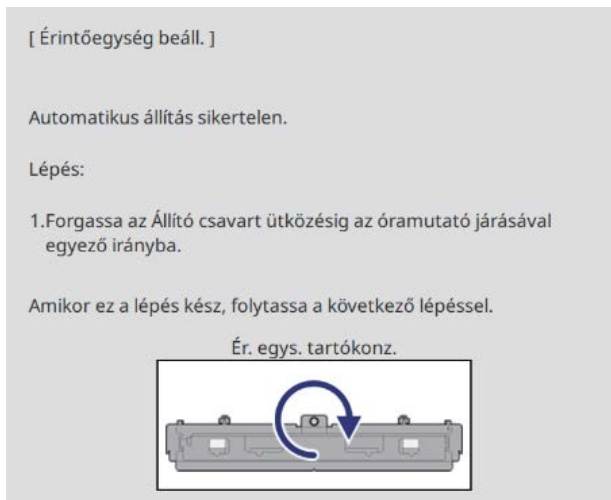 [ Érintőegység beáll. ]
Automatikus állítás sikertelen.
Lépés:
1.Forgassa az Állító csavart ütközésig az óramutató járásával
egyező irányba.
Amikor ez a lépés kész, folytassa a következő lépéssel.
Ér. egys. tartókonz.